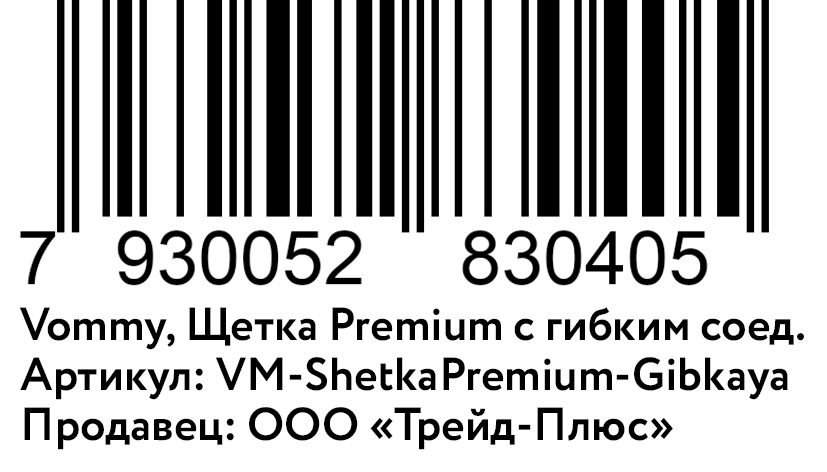 7 930052 830405
Vommy, Щетка Premium с гибким соед.
Артикул: VM-ShetkaPremium-Gibkaya
Продавец: ООО «Трейд-Плюс»